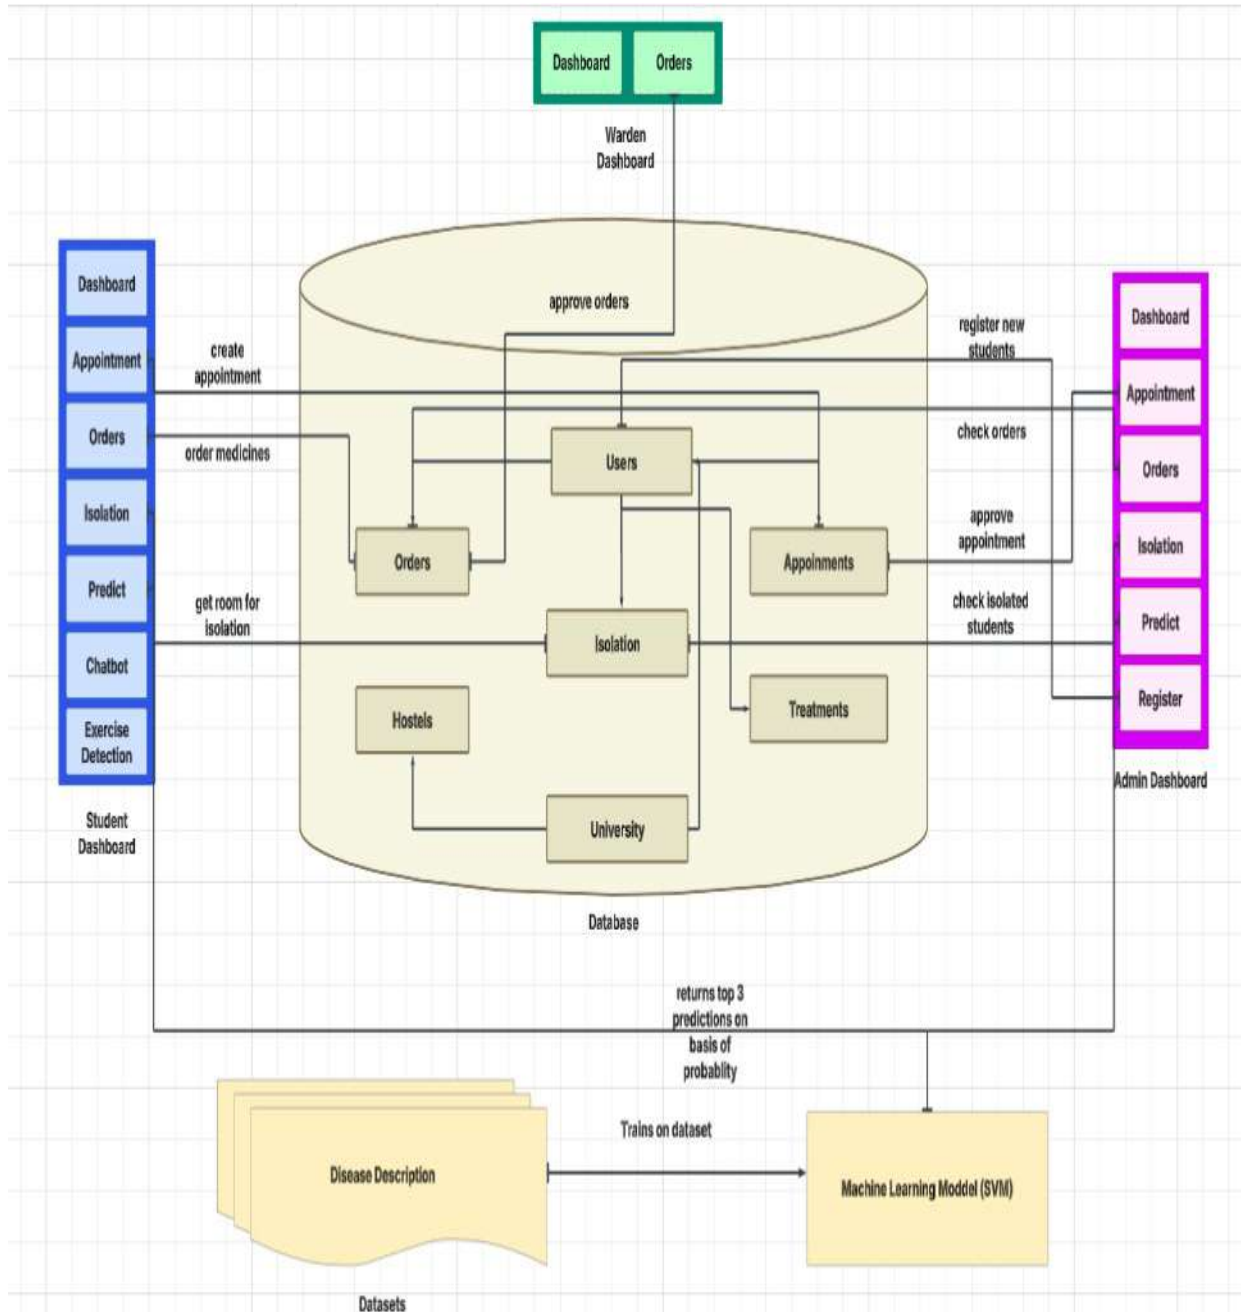 Dashboard
Orders
Warden
Dashboard
Dashboard
Appointment
Orders
Isolation
Predict
Chatbot
Exercise
Detection
Student
Dashboard
create
appointment
order medicines
get room for
isolation
approve orders
Users
Orders
Appoinments
Isolation
Hostels
Treatments
University
Database
register new
students
check orders
approve
appointment
check isolated
students
Dashboard
Appointment
Orders
Isolation
Predict
Register
Admin Dashboard
returns top 3
predictions on
basis of
probablity
Disease Description
Trains on dataset
Machine Learning Moddel (SVM)
Datasets